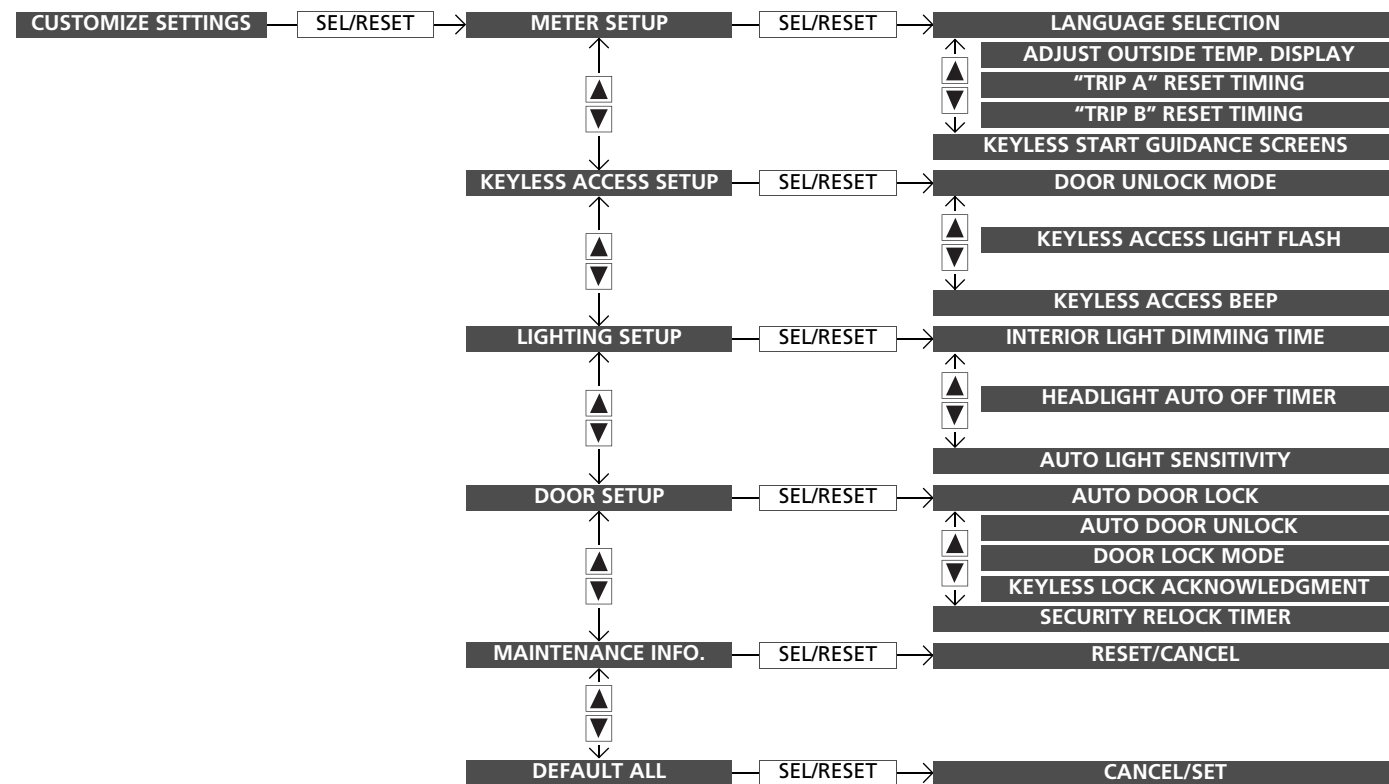 CUSTOMIZE SETTINGS SEL/RESET METER SETUP SEL/RESET LANGUAGE SELECTION
ADJUST OUTSIDE TEMP. DISPLAY
“TRIP A” RESET TIMING
“TRIP B” RESET TIMING
KEYLESS START GUIDANCE SCREENS
KEYLESS ACCESS SETUP SEL/RESET DOOR UNLOCK MODE
KEYLESS ACCESS LIGHT FLASH
KEYLESS ACCESS BEEP
LIGHTING SETUP SEL/RESET INTERIOR LIGHT DIMMING TIME
HEADLIGHT AUTO OFF TIMER
AUTO LIGHT SENSITIVITY
DOOR SETUP SEL/RESET AUTO DOOR LOCK
AUTO DOOR UNLOCK
DOOR LOCK MODE
KEYLESS LOCK ACKNOWLEDGMENT
SECURITY RELOCK TIMER
MAINTENANCE INFO. SEL/RESET RESET/CANCEL
DEFAULT ALL SEL/RESET CANCEL/SET